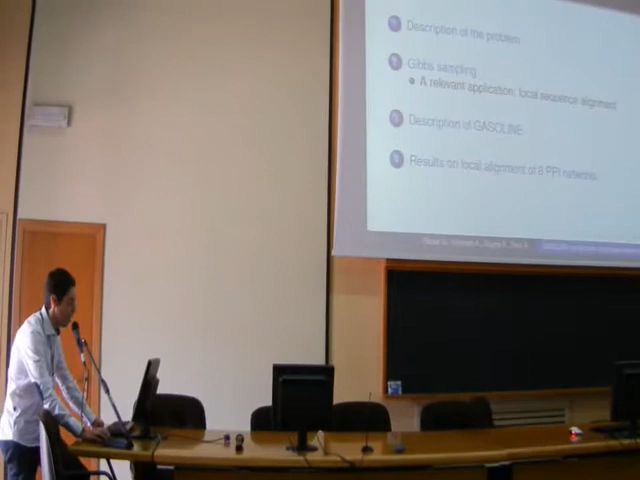 Description of the problem
Gibbs sampling
A relevant application: local sequence alignment
Description of GASOLINE
Results on local alignment of 8 PPI networks